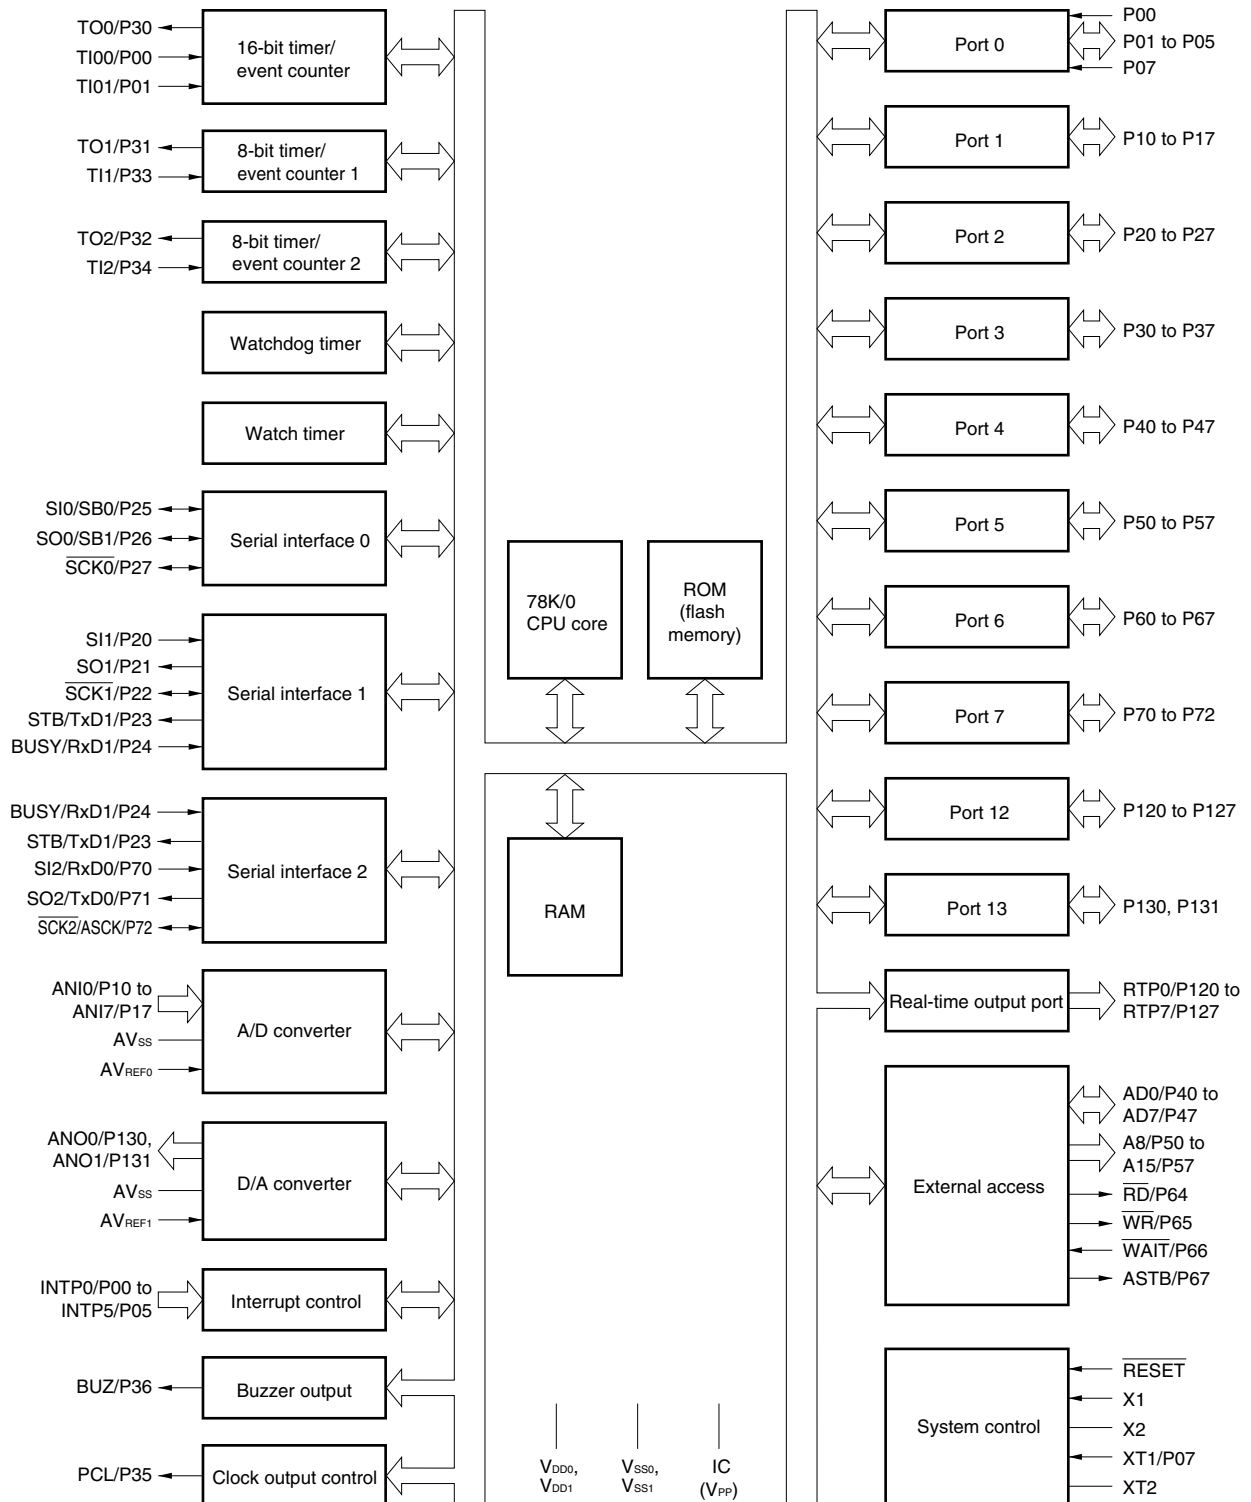 TO0/P30
TI00/P00
TI01/P01
16-bit timer/
event counter
TO1/P31
TI1/P33
8-bit timer/
event counter 1
TO2/P32
TI2/P34
8-bit timer/
event counter 2
Watchdog timer
Watch timer
SI0/SB0/P25
SO0/SB1/P26
SCK0/P27
Serial interface 0
SI1/P20
SO1/P21
SCK1/P22
STB/TxD1/P23
BUSY/RxD1/P24
Serial interface 1
BUSY/RxD1/P24
STB/TxD1/P23
SI2/RxD0/P70
SO2/TxD0/P71
SCK2/ASCK/P72
Serial interface 2
ANI0/P10 to
ANI7/P17
AVSS
AVREF0
A/D converter
ANO0/P130,
ANO1/P131
AVSS
AVREF1
D/A converter
INTP0/P00 to
INTP5/P05
Interrupt control
BUZ/P36
Buzzer output
PCL/P35
Clock output control
78K/0
CPU core
ROM
(flash
memory)
RAM
VDD0,
VDD1
VSS0,
VSS1
IC
(VPP)
Port 0
P00
P01 to P05
P07
Port 1
P10 to P17
Port 2
P20 to P27
Port 3
P30 to P37
Port 4
P40 to P47
Port 5
P50 to P57
Port 6
P60 to P67
Port 7
P70 to P72
Port 12
P120 to P127
Port 13
P130, P131
Real-time output port
RTP0/P120 to
RTP7/P127
External access
AD0/P40 to
AD7/P47
A8/P50 to
A15/P57
RD/P64
WR/P65
WAIT/P66
ASTB/P67
System control
RESET
X1
X2
XT1/P07
XT2